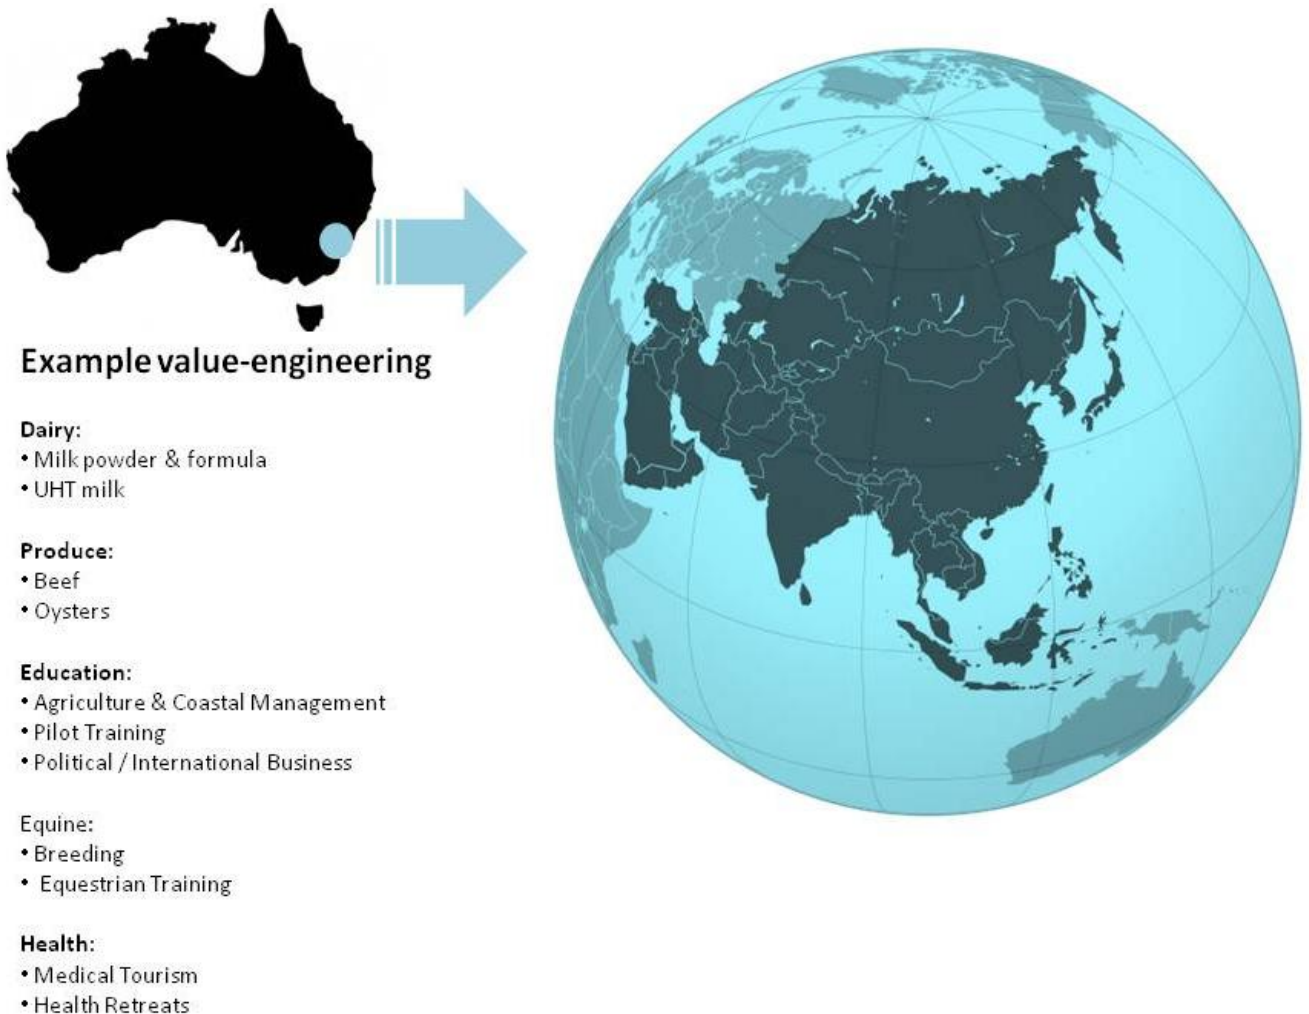 Example value-engineering
Dairy:
• Milk powder & formula
• UHT milk
Produce:
• Beef
• Oysters
Education:
• Agriculture & Coastal Management
• Pilot Training
• Political / International Business
Equine:
• Breeding
• Equestrian Training
Health:
• Medical Tourism
• Health Retreats